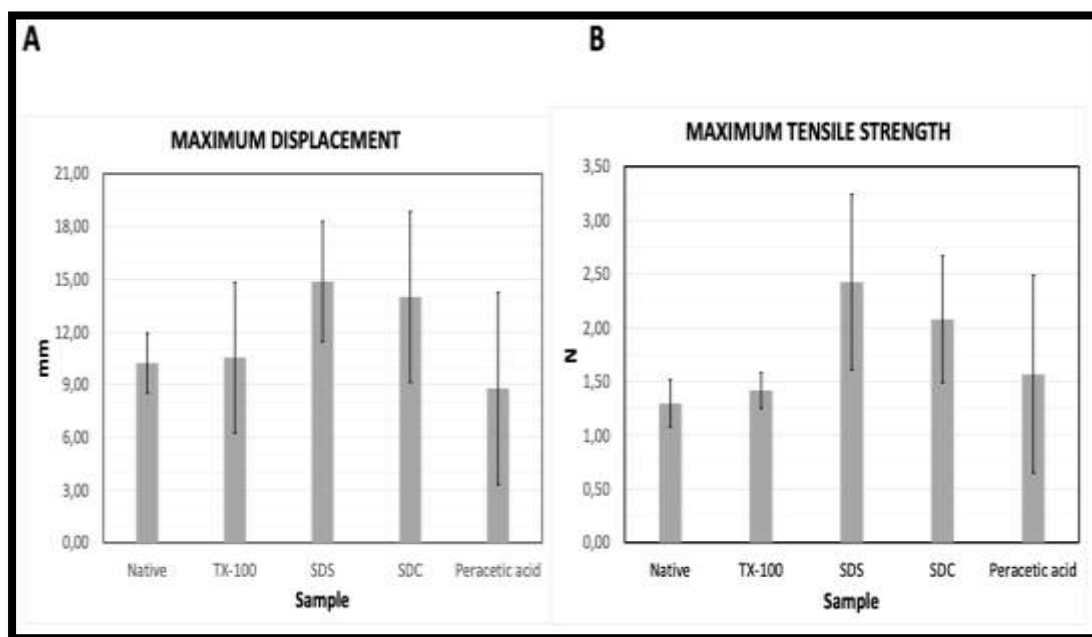 A
MAXIMUM DISPLACEMENT
21,00
18,00
15,00
12,00
9,00
6,00
3,00
0,00
mm
Native TX-100 SDS SDC Peracetic acid
Sample
B
MAXIMUM TENSILE STRENGTH
3,50
3,00
2,50
2,00
1,50
1,00
0,50
0,00
N
Native TX-100 SDS SDC Peracetic acid
Sample